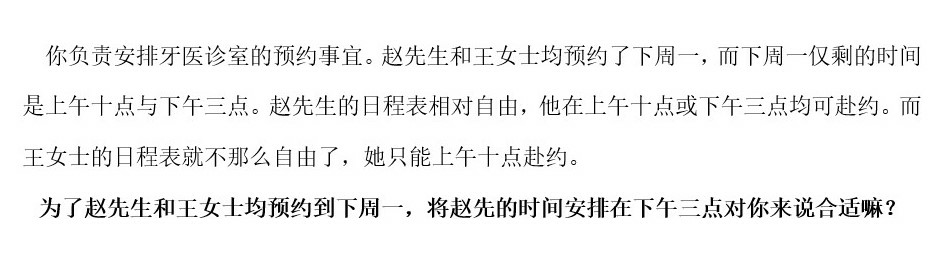 你负责安排牙医诊室的预约事宜。赵先生和王女士均预约了下周一，而下周一仅剩的时间
是上午十点与下午三点。赵先生的日程表相对自由，他在上午十点或下午三点均可赴约。而
王女士的日程表就不那么自由了，她只能上午十点赴约。
为了赵先生和王女士均预约到下周一，将赵先的时间安排在下午三点对你来说合适嘛？